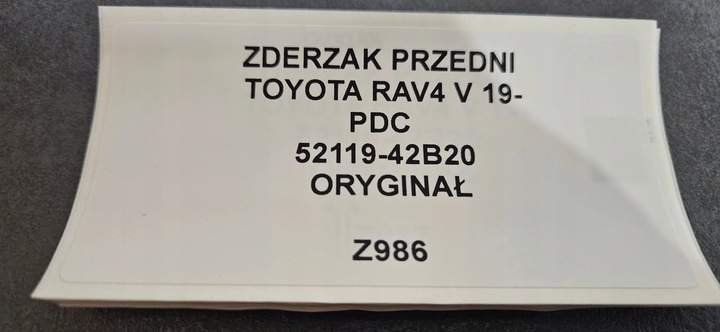 ZDERZAK PRZEDNI
TOYOTA RAV4 V 19-
PDC
52119-42B20
ORYGINAŁ
Z986